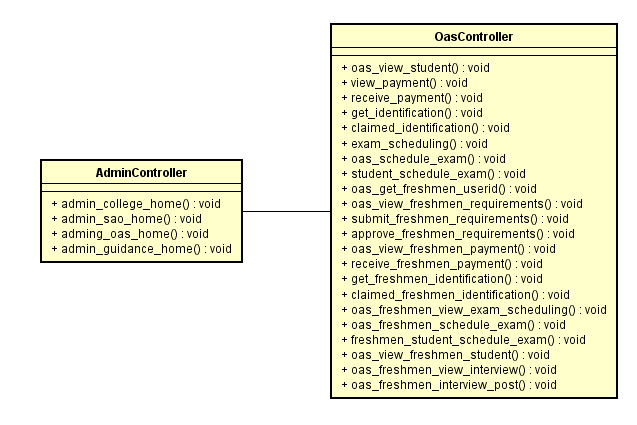 AdminController
+ admin_college_home() : void
+ admin_sao_home() : void
+ adming_oas_home() : void
+ admin_guidance_home() : void
OasController
+ oas_view_student() : void
+ view_payment() : void
+ receive_payment() : void
+ get_identification() : void
+ claimed_identification() : void
+ exam_scheduling() : void
+ oas_schedule_exam() : void
+ student_schedule_exam() : void
+ oas_get_freshmen_userid() : void
+ oas_view_freshmen_requirements() : void
+ submit_freshmen_requirements() : void
+ approve_freshmen_requirements() : void
+ oas_view_freshmen_payment() : void
+ receive_freshmen_payment() : void
+ get_freshmen_identification() : void
+ claimed_freshmen_identification() : void
+ oas_freshmen_view_exam_scheduling() : void
+ oas_freshmen_schedule_exam() : void
+ freshmen_student_schedule_exam() : void
+ oas_view_freshmen_student() : void
+ oas_freshmen_view_interview() : void
+ oas_freshmen_interview_post() : void